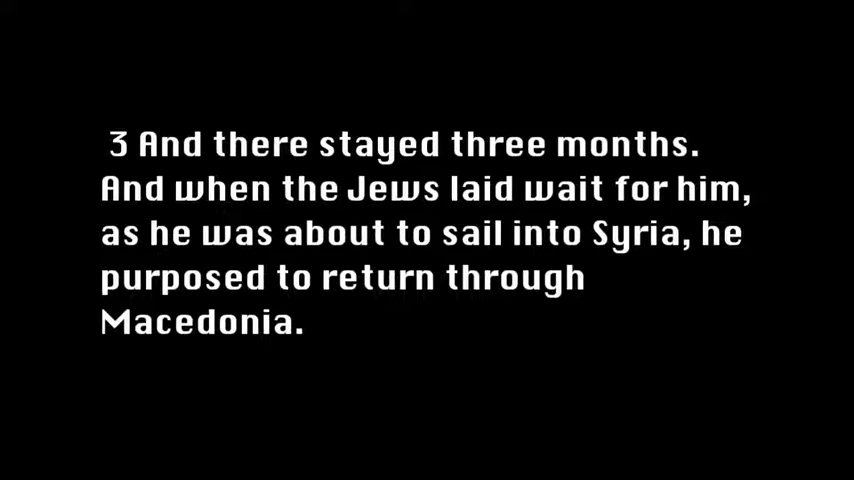 3 And there stayed three months.
And when the Jews laid wait for him,
as he was about to sail into Syria, he
purposed to return through
Macedonia.